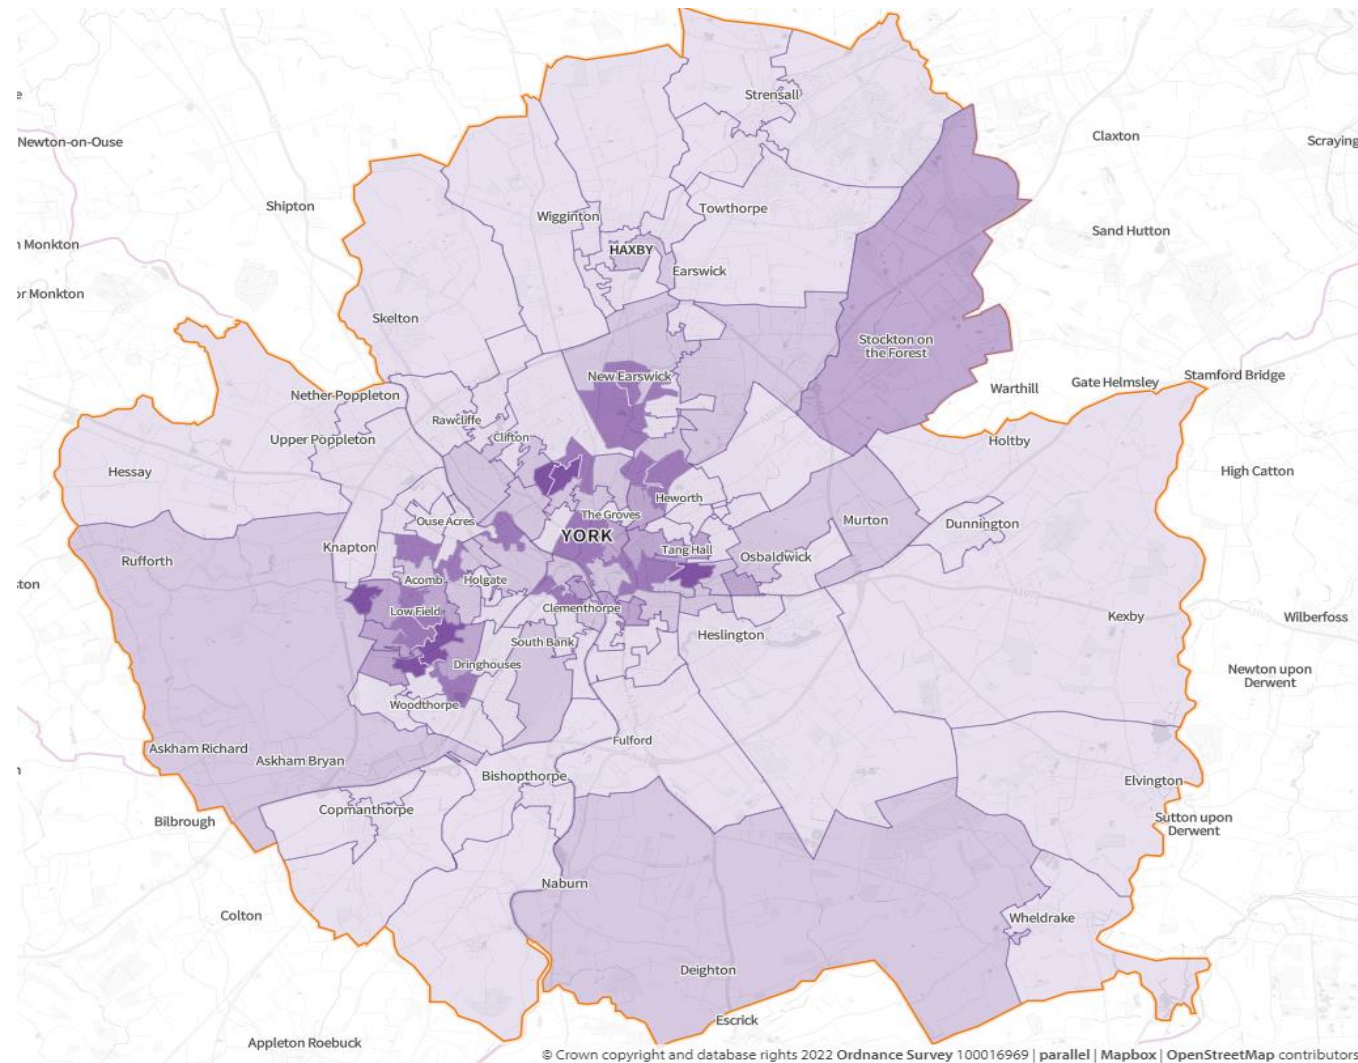 Strensall
Claxton
Newton-on-Ouse
Scraying
Shipton
Wigginton
Towthorpe
Sand Hutton
Monkton
HAXBY
Earswick
or Monkton
Skelton
Stockton on
the Forest
New Earswick
Stamford Bridge
Gate Helmsley
Warthill
Nether Poppleton
Rawcliffe
Clifton
Upper Poppleton
Holtby
Hessay
High Catton
Heworth
The Groves
Ouse Acres
Murton
Dunnington
YORK
Knapton
Tang Hall
Osbaldwick
Rufforth
Acomb
Holgate
ston
Low Field
Clementhorpe
Kexby
Wilberfoss
South Bank
Heslington
Dringhouses
Newton upon
Derwent
Woodthorpe
Fulford
Askham Richard
Askham Bryan
Bishopthorpe
Elvington
Copmanthorpe
Bilbrough
Sutton upon
Derwent
Naburn
Colton
Wheldrake
Deighton
Escrick
Appleton Roebuck
© Crown copyright and database rights 2022 Ordnance Survey 100016969 | parallel | Mapbox | OpenStreetMap contributor